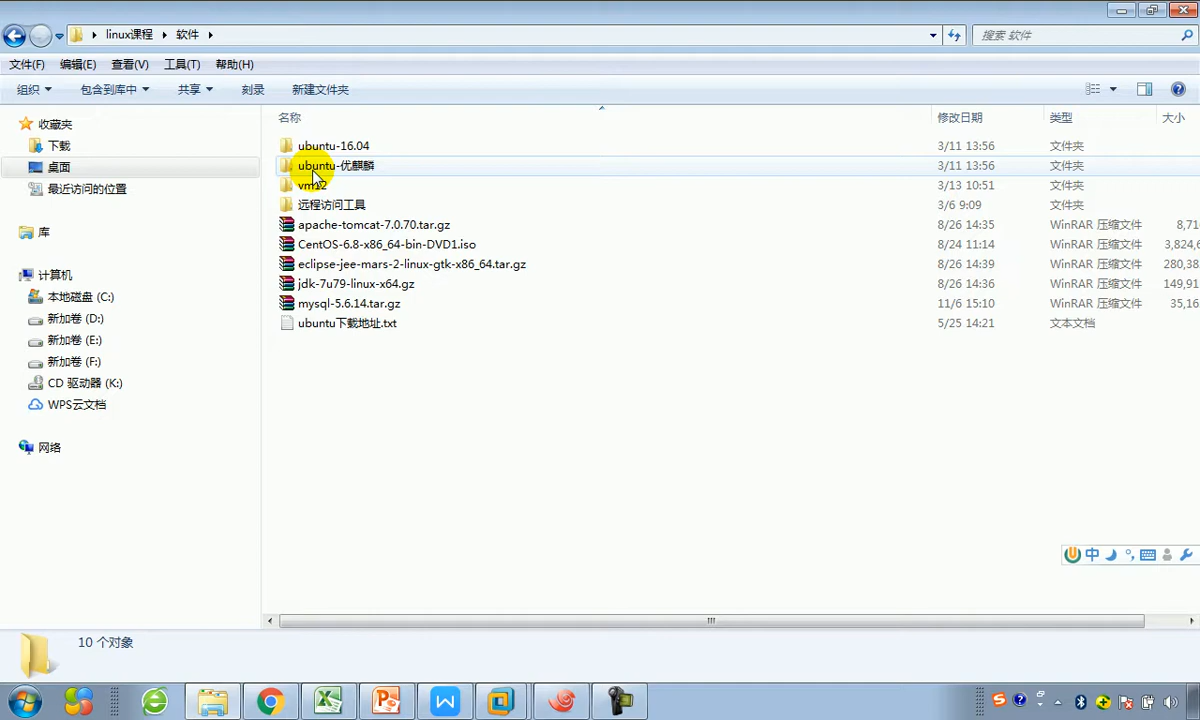 linux课程 软件
搜索 软件
文件(F) 编辑(E) 查看(V) 工具(T) 帮助(H)
组织 包含到库中 共享 刻录 新建文件夹
收藏夹
下载
桌面
最近访问的位置
库
计算机
本地磁盘 (C:)
新加卷 (D:)
新加卷 (E:)
新加卷 (F:)
CD 驱动器 (K:)
WPS云文档
网络
名称 修改日期 类型 大小
ubuntu-16.04 3/11 13:56 文件夹
ubuntu-优麒麟 3/11 13:56 文件夹
vm12 3/13 10:51 文件夹
远程访问工具 3/6 9:09 文件夹
apache-tomcat-7.0.70.tar.gz 8/26 14:35 WinRAR 压缩文件 8,71
CentOS-6.8-x86_64-bin-DVD1.iso 8/24 11:14 WinRAR 压缩文件 3,824,
eclipse-jee-mars-2-linux-gtk-x86_64.tar.gz 8/26 14:39 WinRAR 压缩文件 280,38
jdk-7u79-linux-x64.gz 8/26 14:36 WinRAR 压缩文件 149,91
mysql-5.6.14.tar.gz 11/6 15:10 WinRAR 压缩文件 35,16
ubuntu下载地址.txt 5/25 14:21 文本文档
中
10 个对象